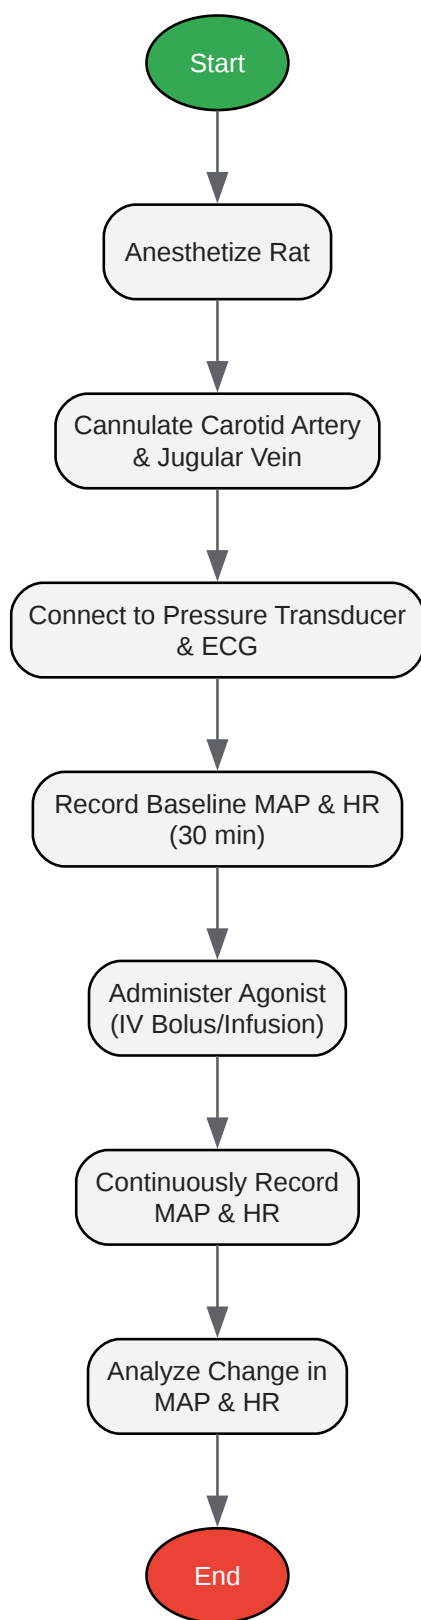 Start
Anesthetize Rat
Cannulate Carotid Artery
& Jugular Vein
Connect to Pressure Transducer
& ECG
Record Baseline MAP & HR
(30 min)
Administer Agonist
(IV Bolus/Infusion)
Continuously Record
MAP & HR
Analyze Change in
MAP & HR
End